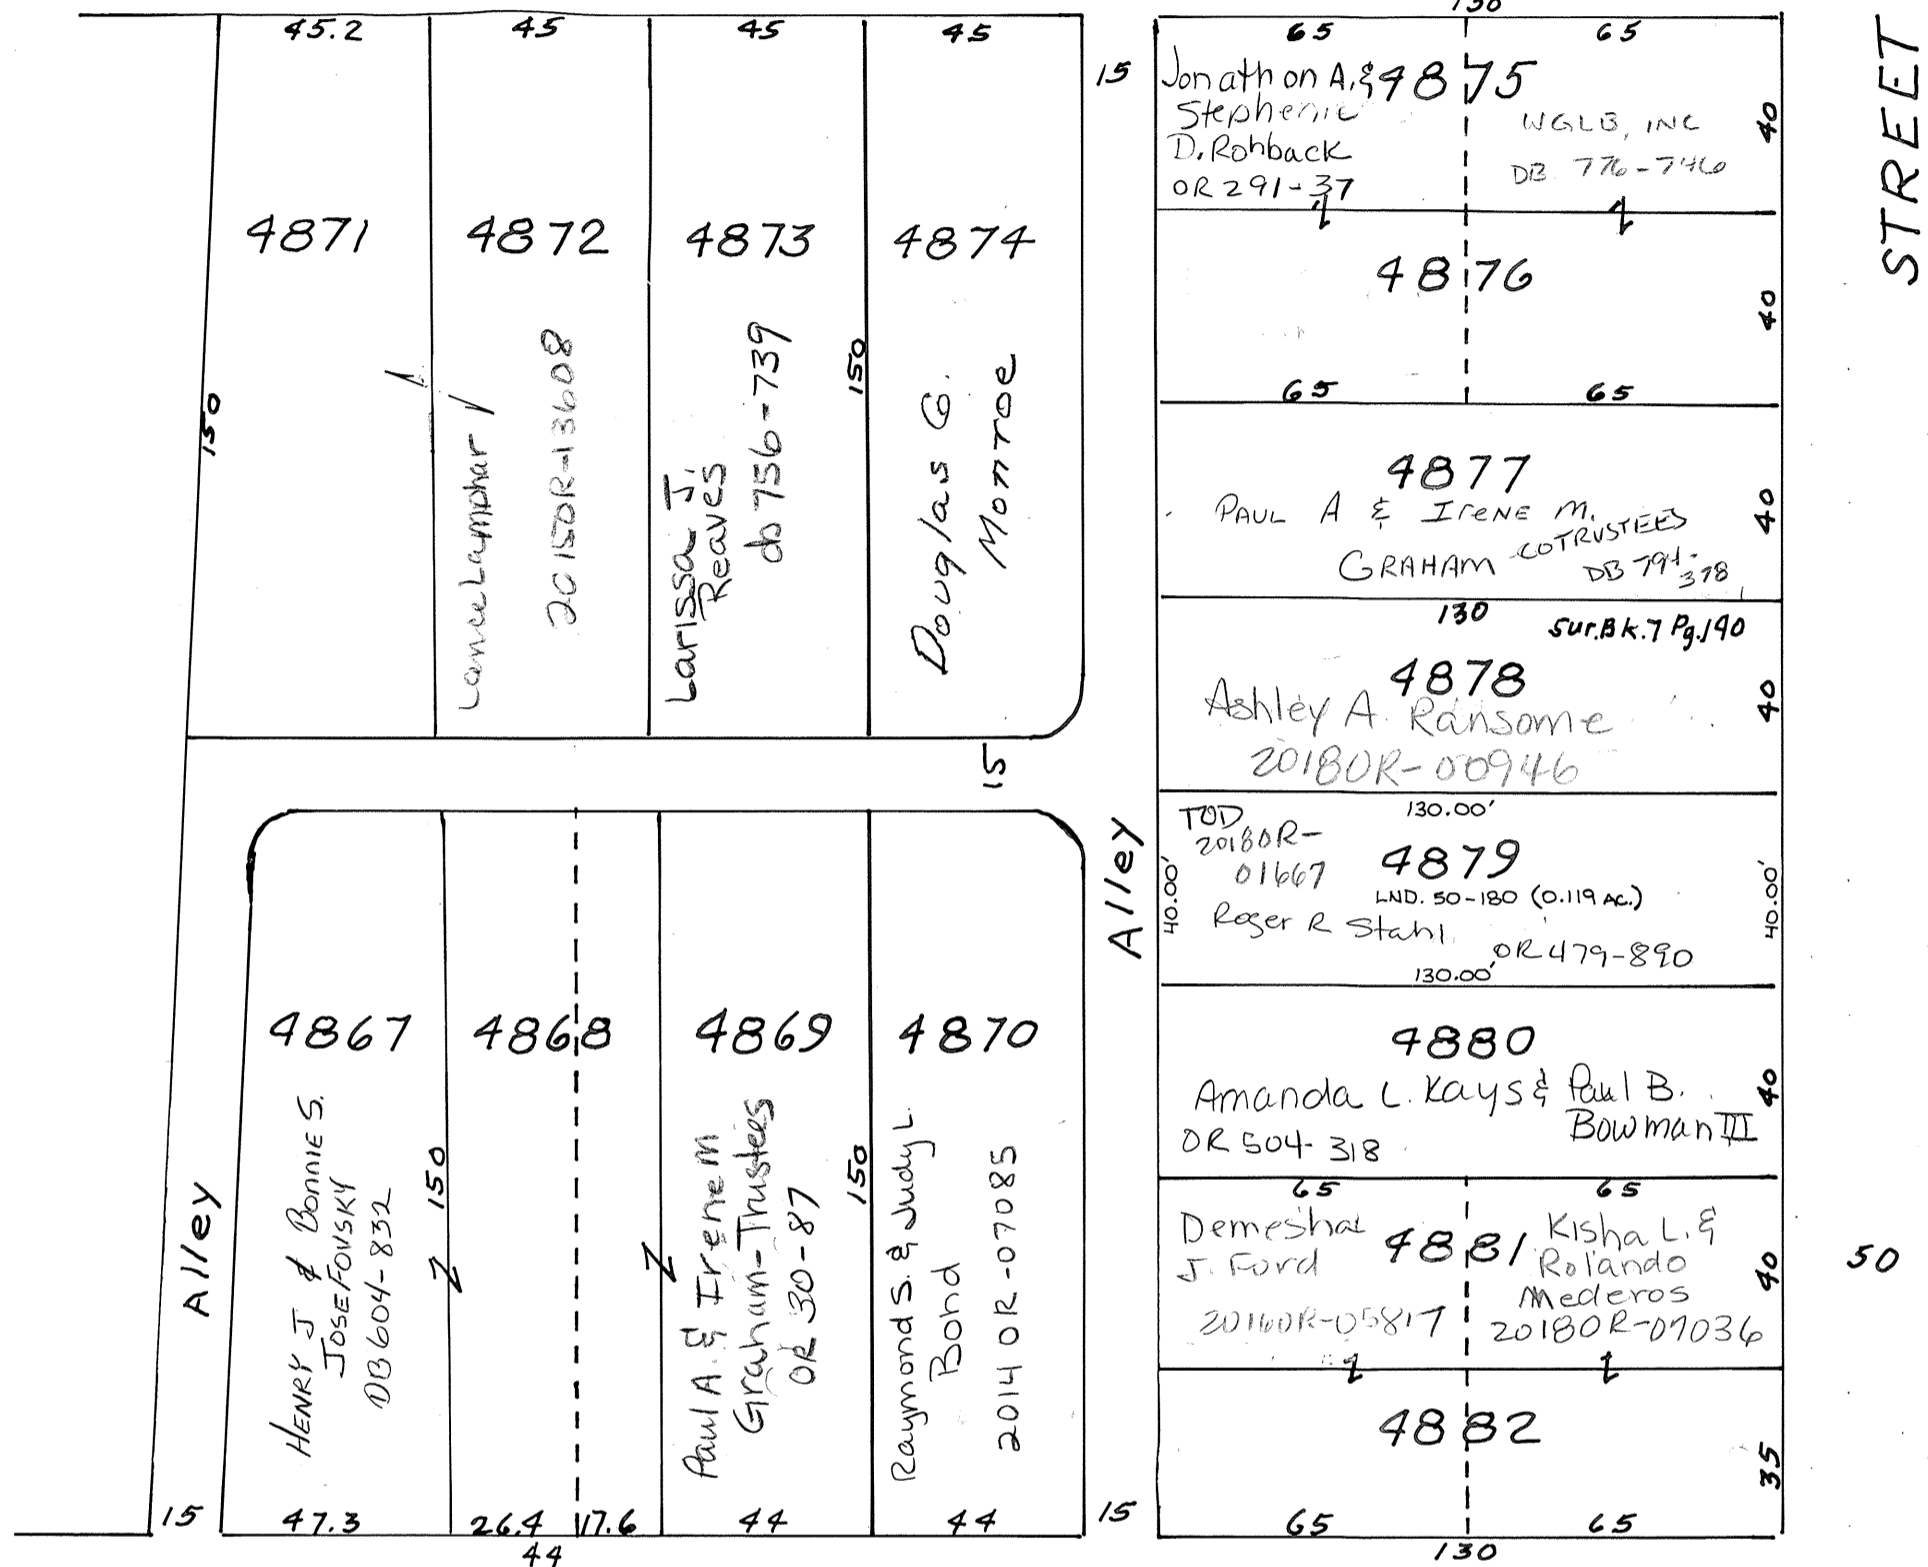 45.2
45
45
45
4871
4872
4873
4874
150
150
Lance Lamphar
2015OR-13608
Larissa J.
Reaves
db 756-739
Douglas G.
Monroe
15
15
4867
4868
4869
4870
HENRY J & Bonnie S.
JOSEFOVSKY
DB 604-832
150
Paul A. & Irene M
Graham-Trustees
OR 30-87
150
Raymond S. & Judy L.
Bond
2014OR-07085
Alley
15
47.3
26.4
17.6
44
44
44
Alley
15
130
65
65
Jonathon A. &
Stephenie
D. Rohback
OR 291-37
4875
WGLB, INC
DB 776-746
40
4876
40
65
65
4877
PAUL A & IRENE M.
GRAHAM - COTRUSTEES
DB 794-378
40
130
Sur. Bk. 7 Pg. 190
4878
Ashley A. Ransome
2018OR-00946
40
130.00'
TOD
2018OR-
01667
4879
LND. 50-180 (0.119 AC.)
Roger R Stahl
OR 479-890
40.00'
40.00'
130.00'
4880
Amanda L. Kays & Paul B.
Bowman III
OR 504-318
40
65
65
Demesha
J. Ford
2016OR-05817
4881
Kisha L. &
Rolando
Mederos
2018OR-07036
40
4882
35
65
65
130
STREET
50